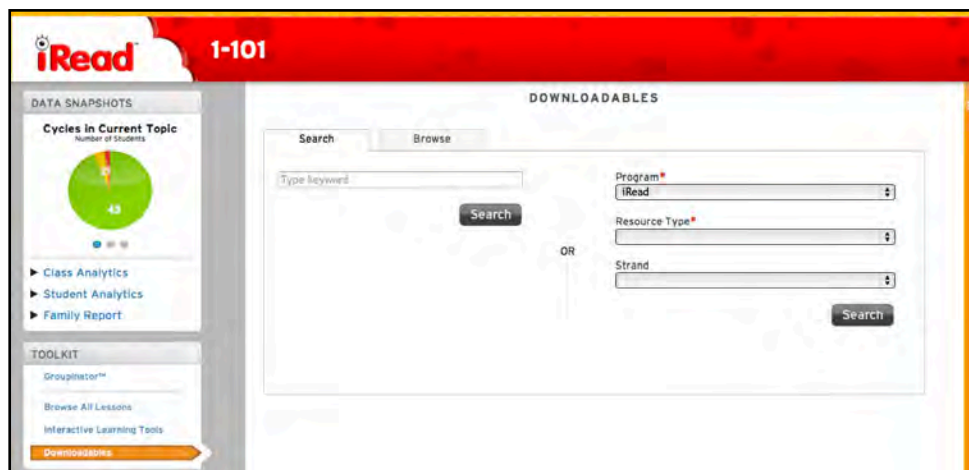 iRead
1-101
DATA SNAPSHOTS
Cycles in Current Topic
Number of Students
43
Class Analytics
Student Analytics
Family Report
TOOLKIT
Groupinator™
Browse All Lessons
Interactive Learning Tools
Downloadables
DOWNLOADABLES
Search
Browse
Type keyword
Search
OR
Program*
iRead
Resource Type*
Strand
Search